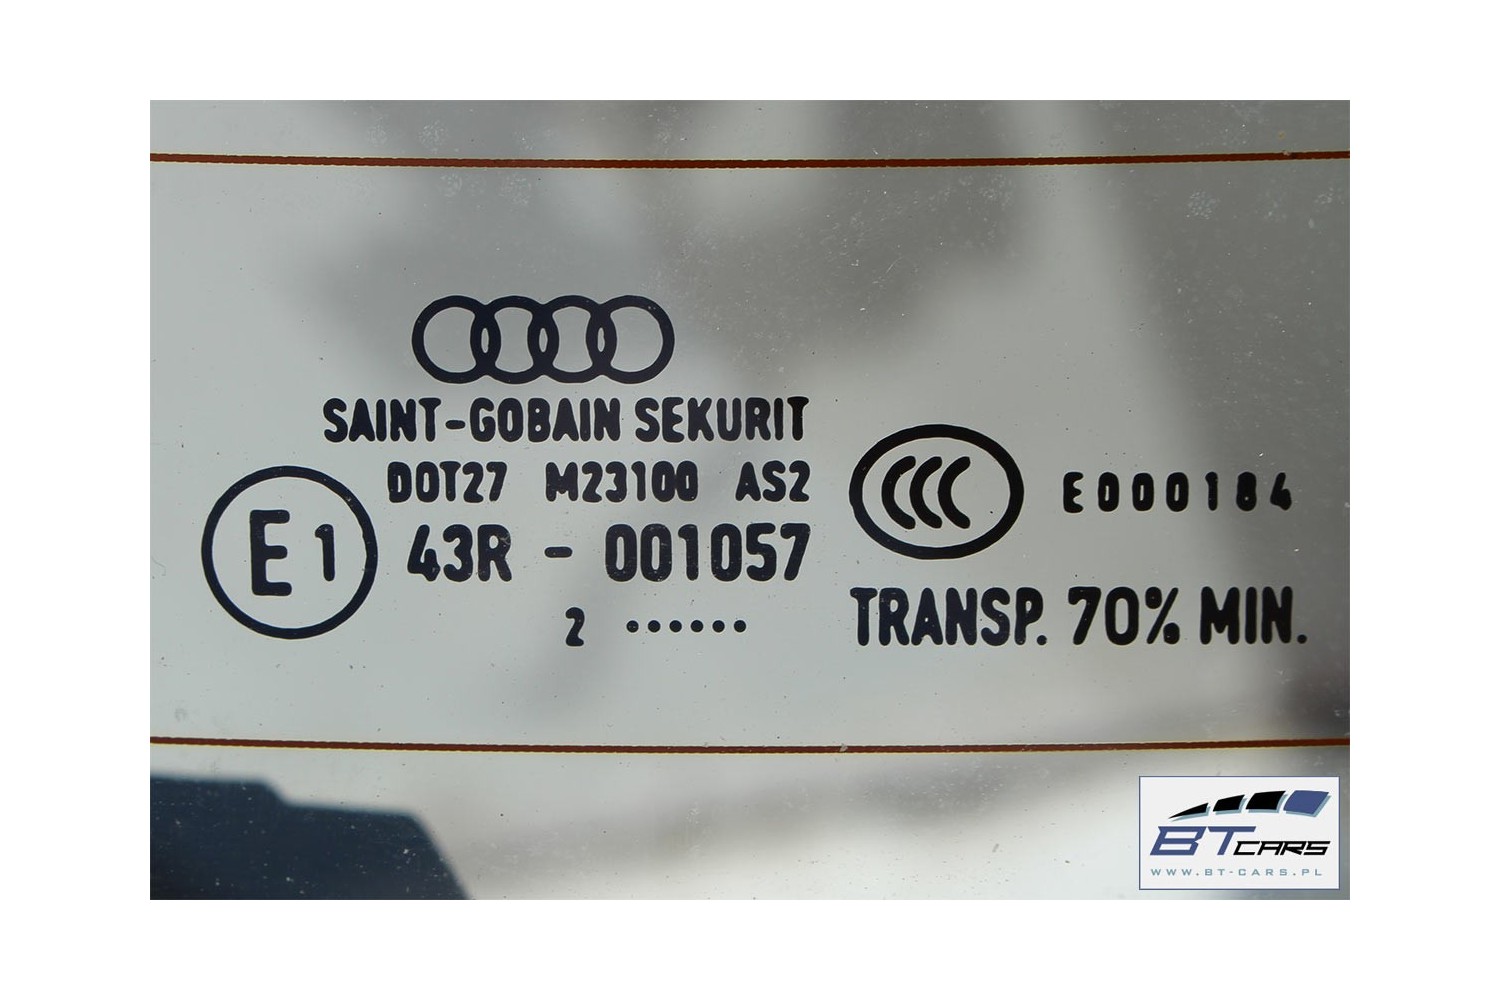 SAINT-GOBAIN SEKURIT
DOT27 M23100 AS2
E1 43R - 001057
2 ......
CCC E000184
TRANSP. 70% MIN.
BT CARS
WWW.BT-CARS.PL